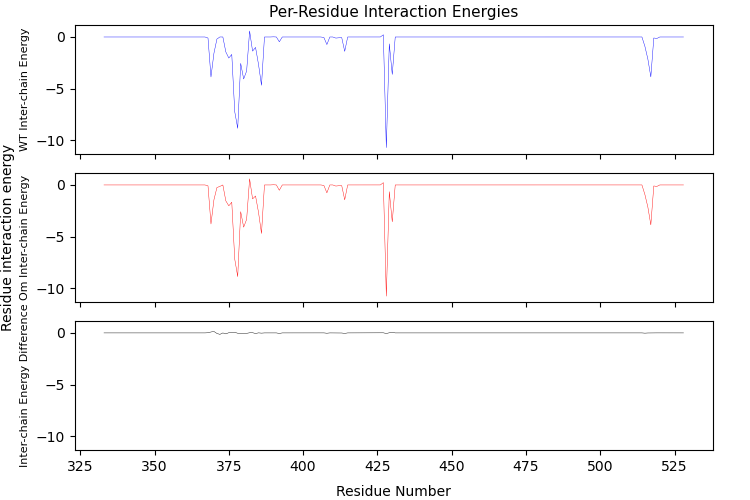 Per-Residue Interaction Energies
Residue interaction energy
WT Inter-chain Energy
0
−5
−10
Om Inter-chain Energy
0
−5
−10
Inter-chain Energy Difference
0
−5
−10
325 350 375 400 425 450 475 500 525
Residue Number